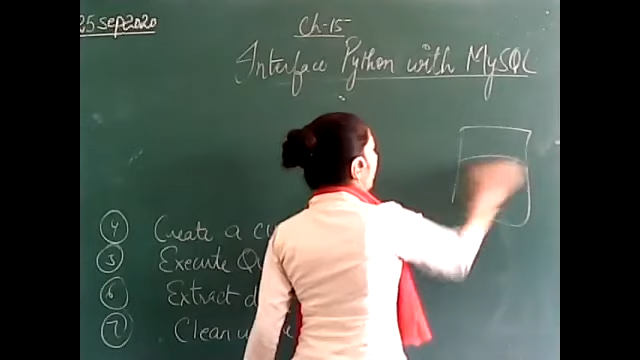 25 Sep 2020
Ch-15
Interface Python with MySQL
4 Create a
5 Execute
6 Extract
7 Clean